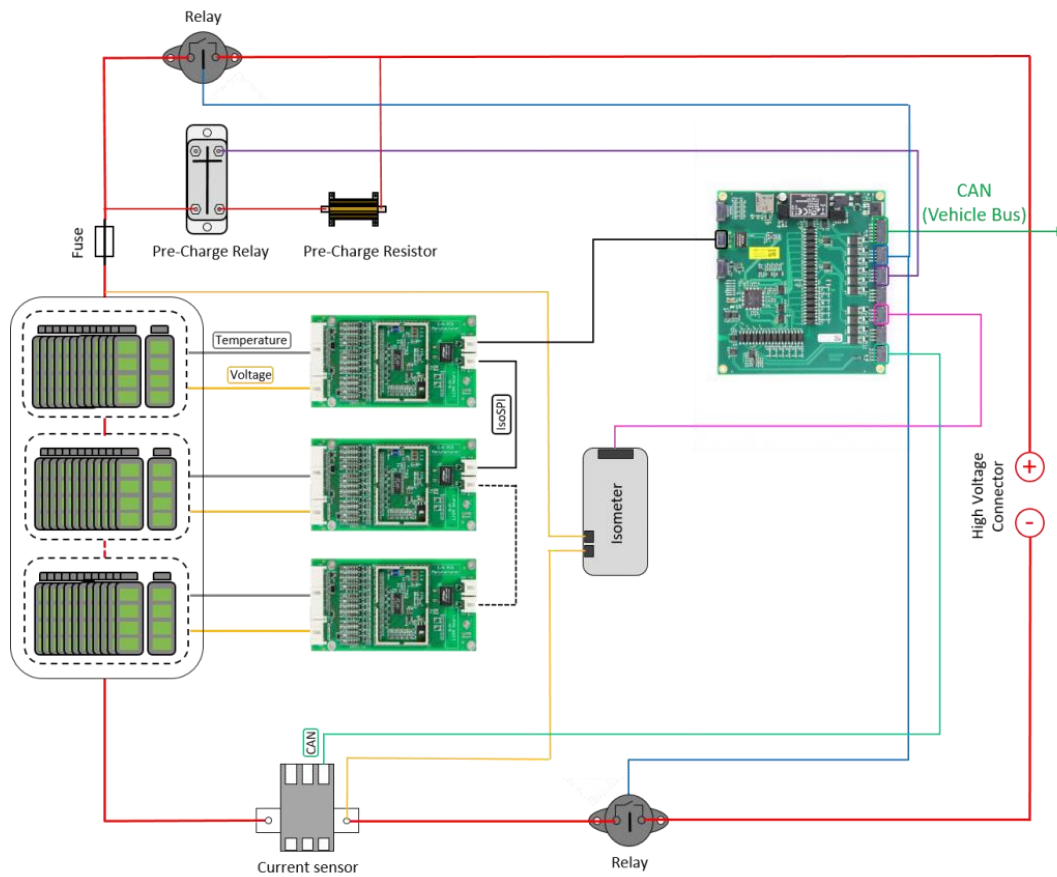 Relay
CAN
(Vehicle Bus)
Fuse
Pre-Charge Relay
Pre-Charge Resistor
Temperature
Voltage
IsoSPI
Isometer
High Voltage
Connector
+
-
CAN
Current sensor
Relay